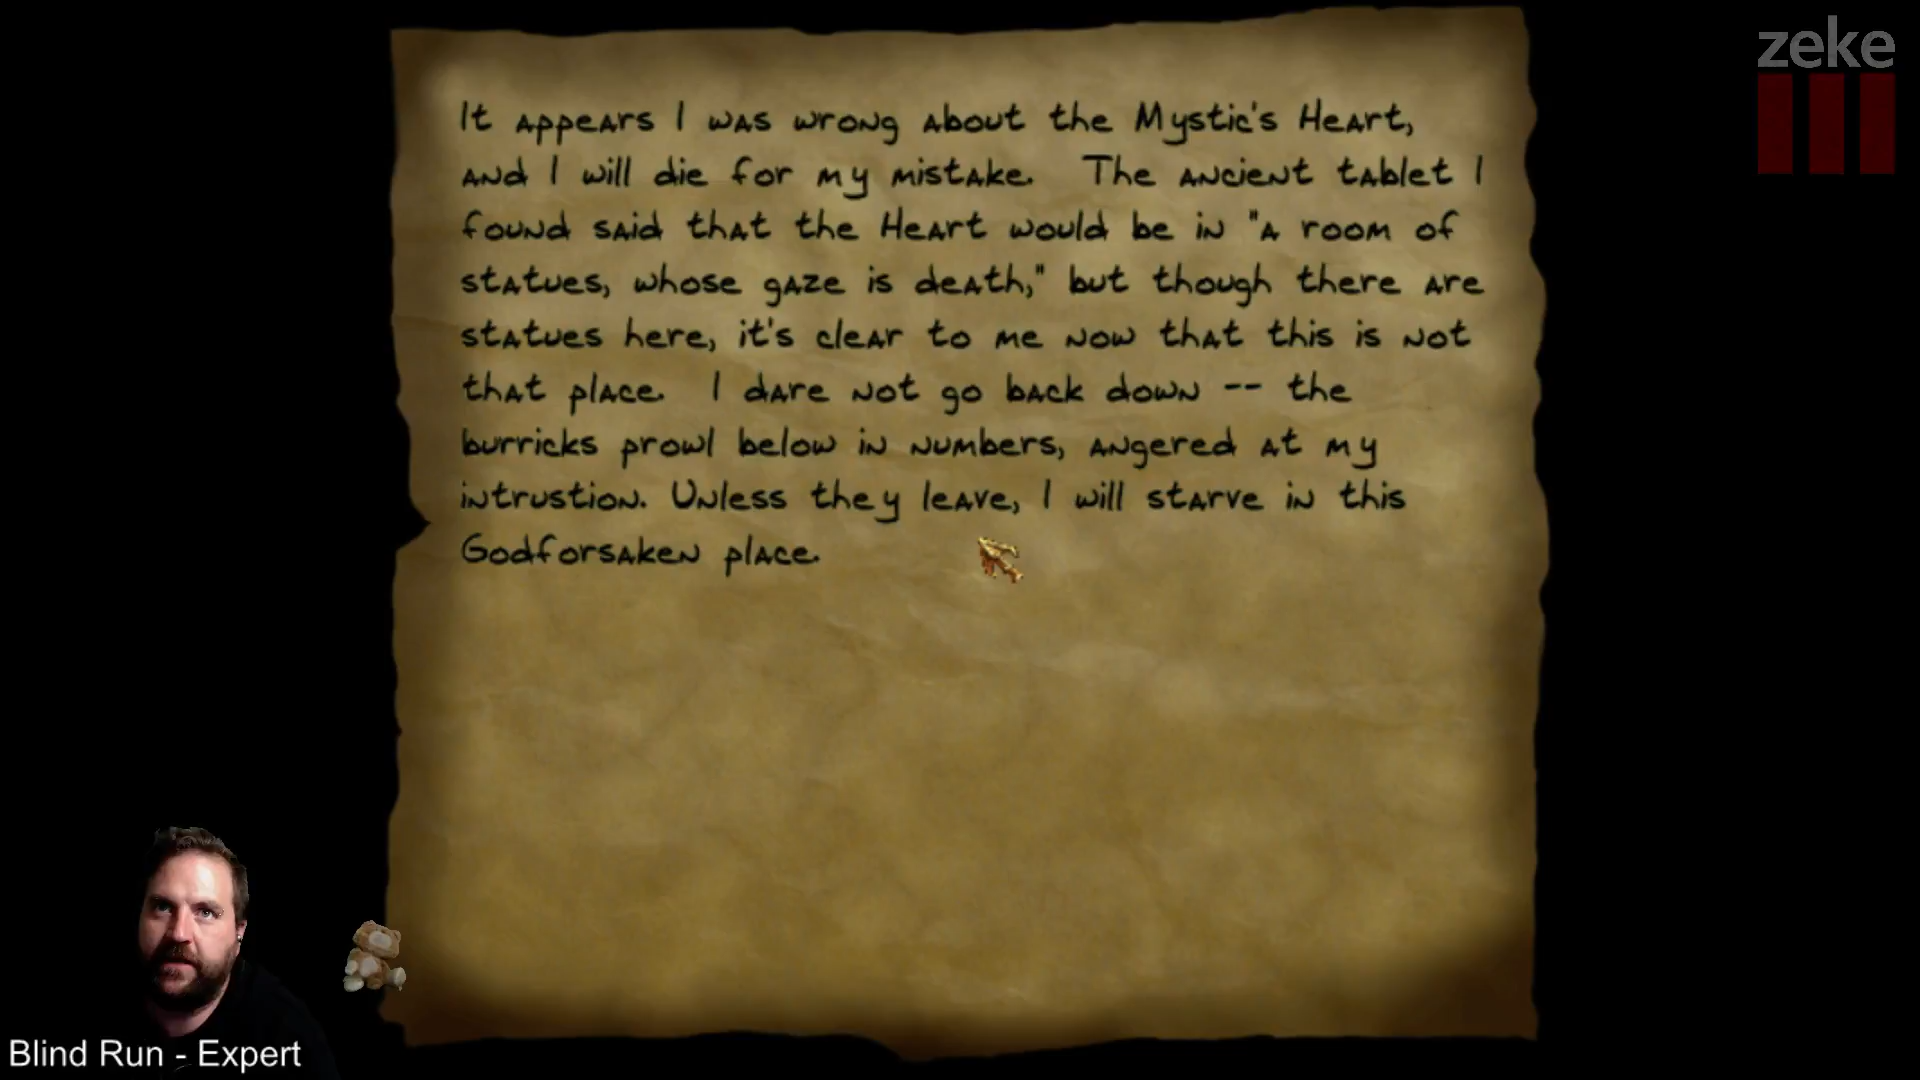 zeke
It appears I was wrong about the Mystic's Heart,
and I will die for my mistake. The ancient tablet I
found said that the Heart would be in "a room of
statues, whose gaze is death," but though there are
statues here, it's clear to me now that this is not
that place. I dare not go back down -- the
burricks prowl below in numbers, angered at my
intrustion. Unless they leave, I will starve in this
Godforsaken place.
Blind Run - Expert